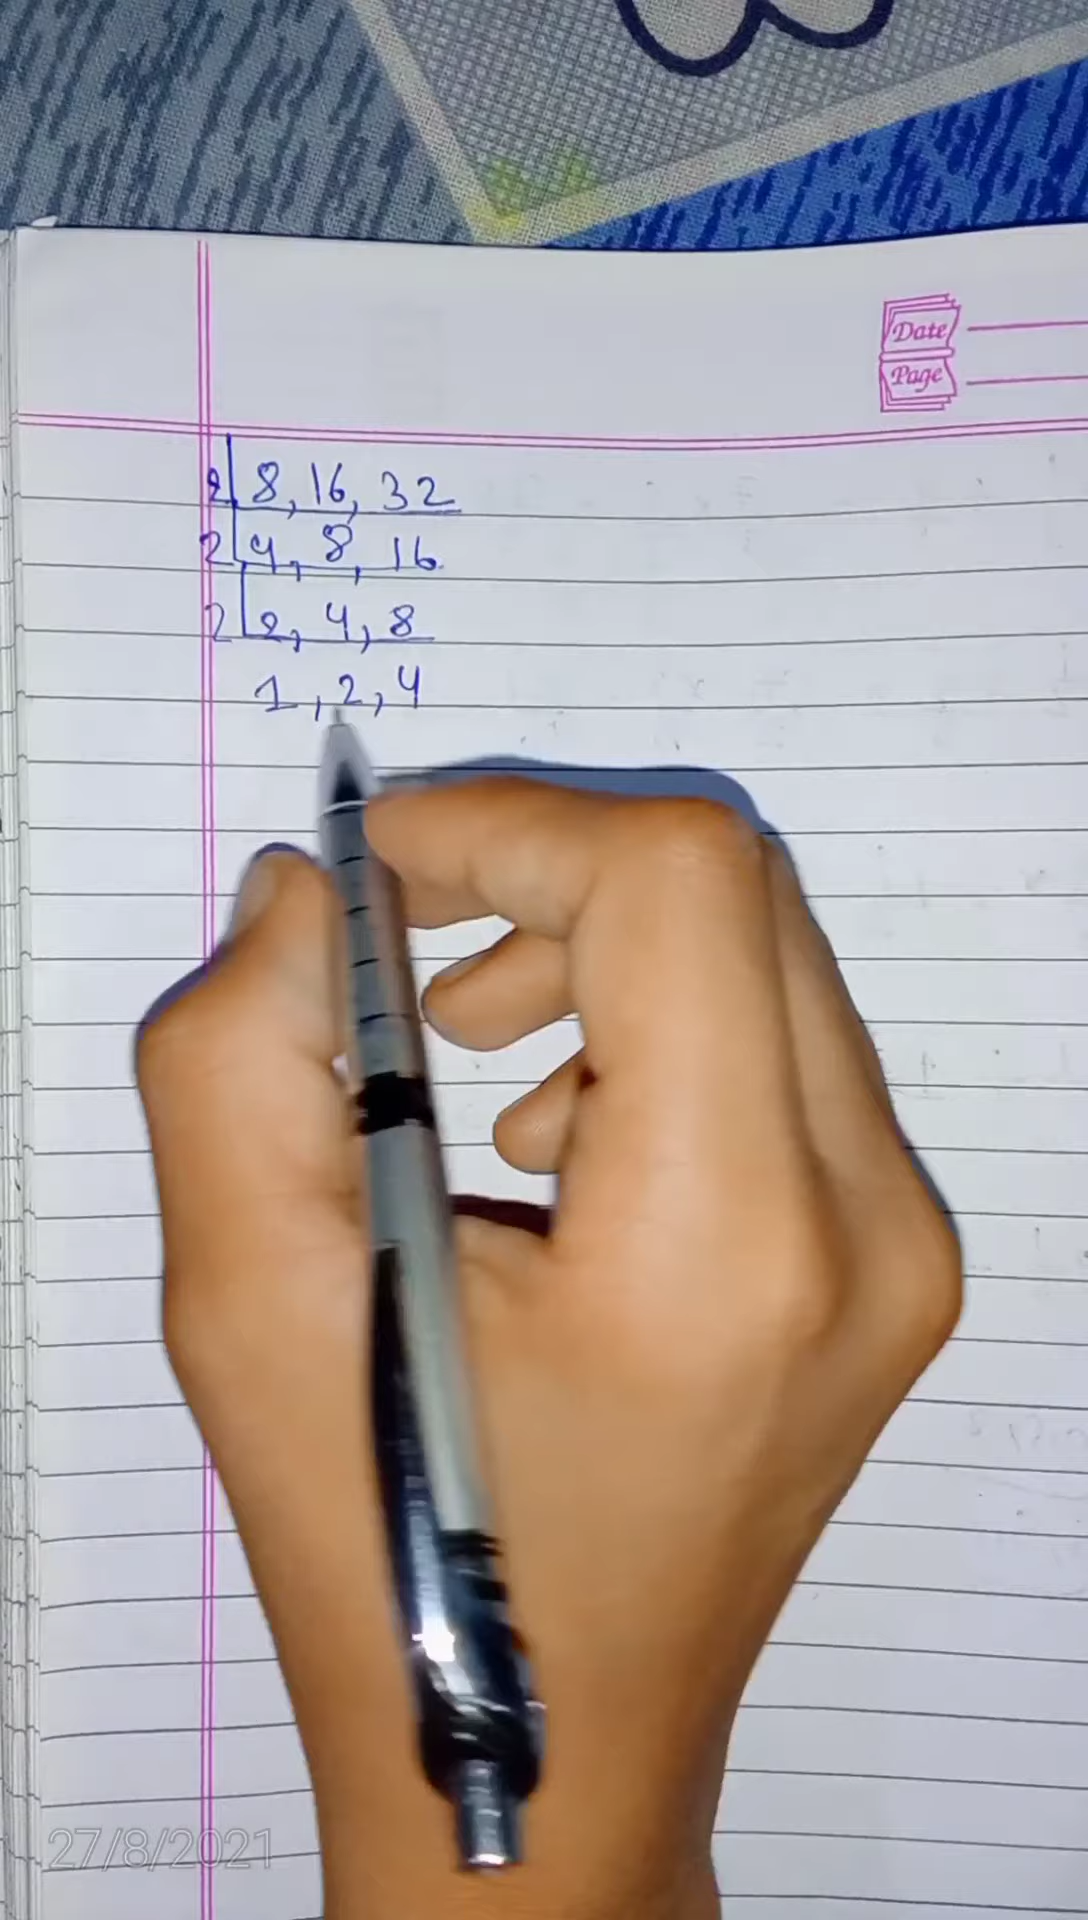 Date
Page
2 8, 16, 32
2 4, 8, 16
2 2, 4, 8
1, 2, 4
27/8/2021